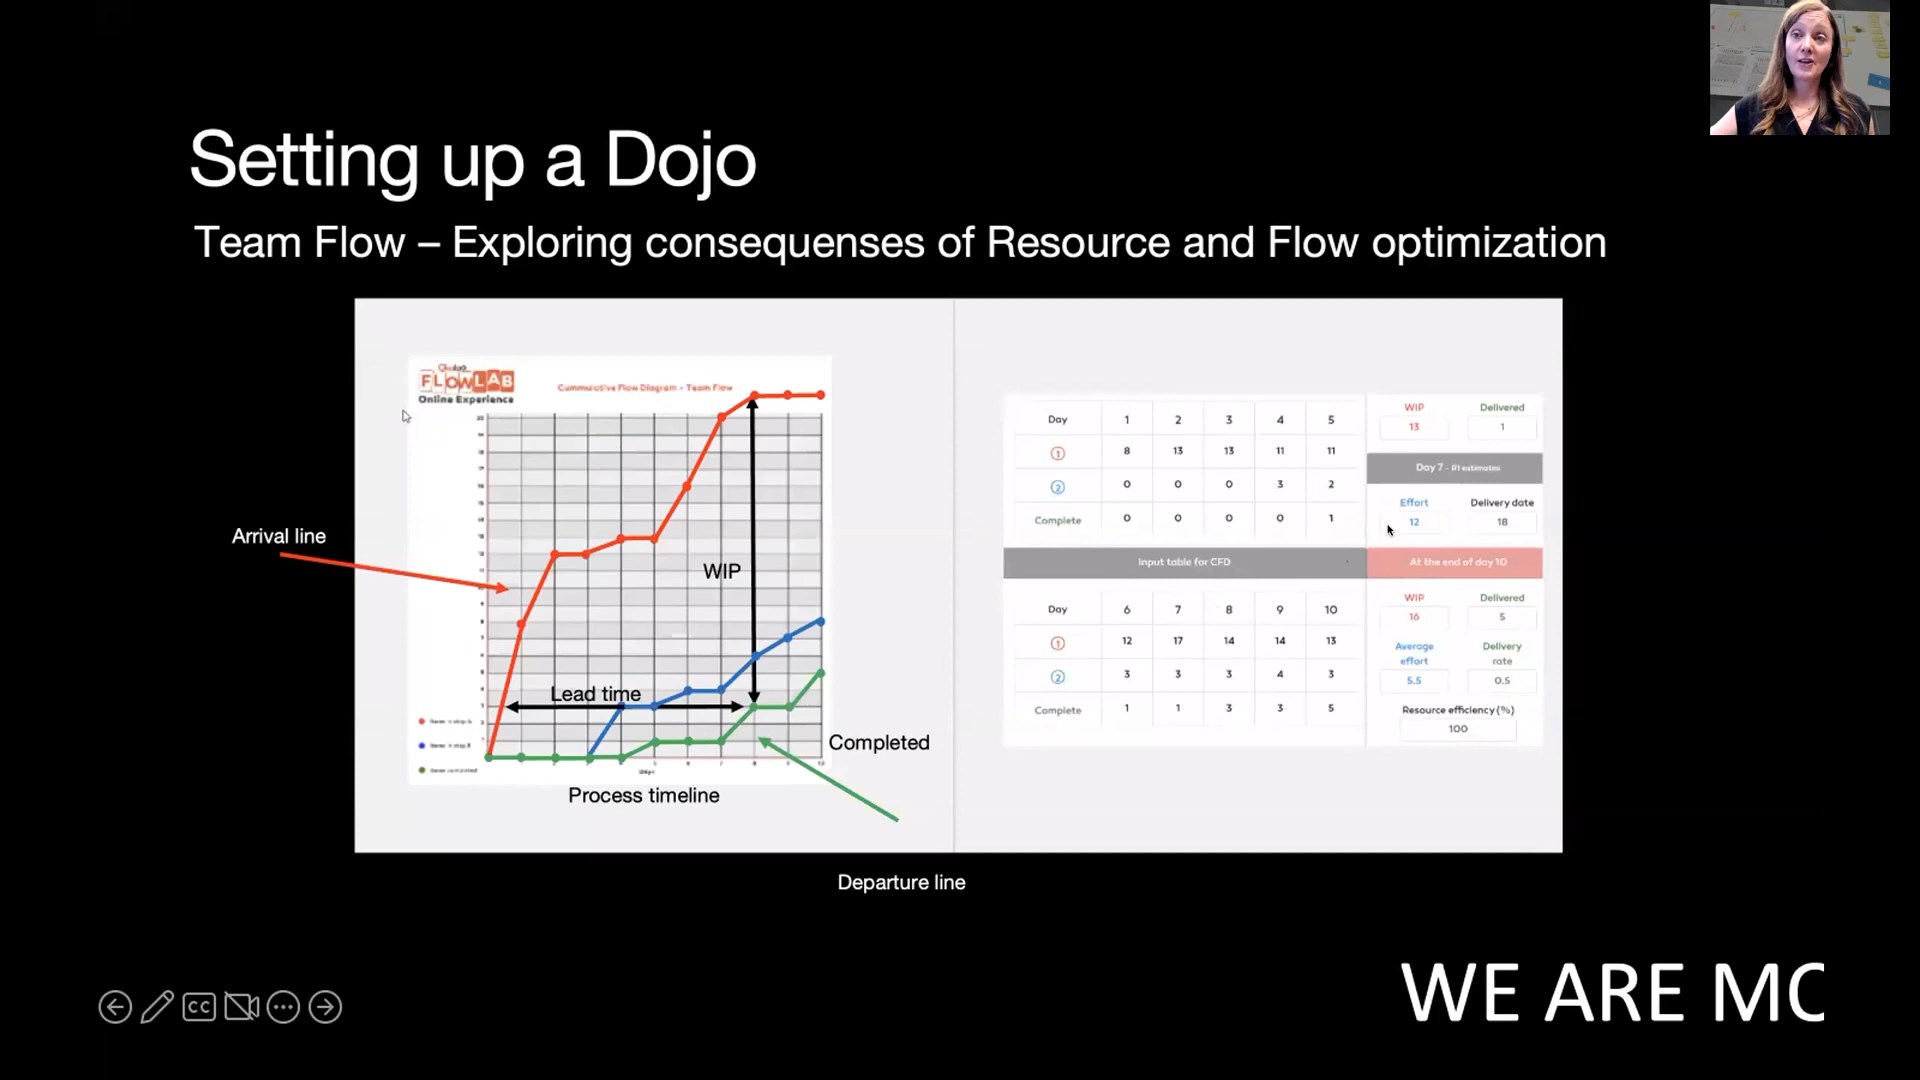 Setting up a Dojo
Team Flow – Exploring consequenses of Resource and Flow optimization
FLOWLAB
Online Experience
Cummulative Flow Diagram - Team Flow
Arrival line
WIP
Lead time
Completed
Process timeline
Departure line
Day 1 2 3 4 5
1 8 13 13 11 11
2 0 0 0 3 2
Complete 0 0 0 0 1
Input table for CFD
Day 6 7 8 9 10
1 12 17 14 14 13
2 3 3 3 4 3
Complete 1 1 3 3 5
WIP Delivered
13 1
Day 7 - #1 estimates
Effort Delivery date
12 18
At the end of day 10
WIP Delivered
16 5
Average effort Delivery rate
5.5 0.5
Resource efficiency (%)
100
CC
WE ARE MC